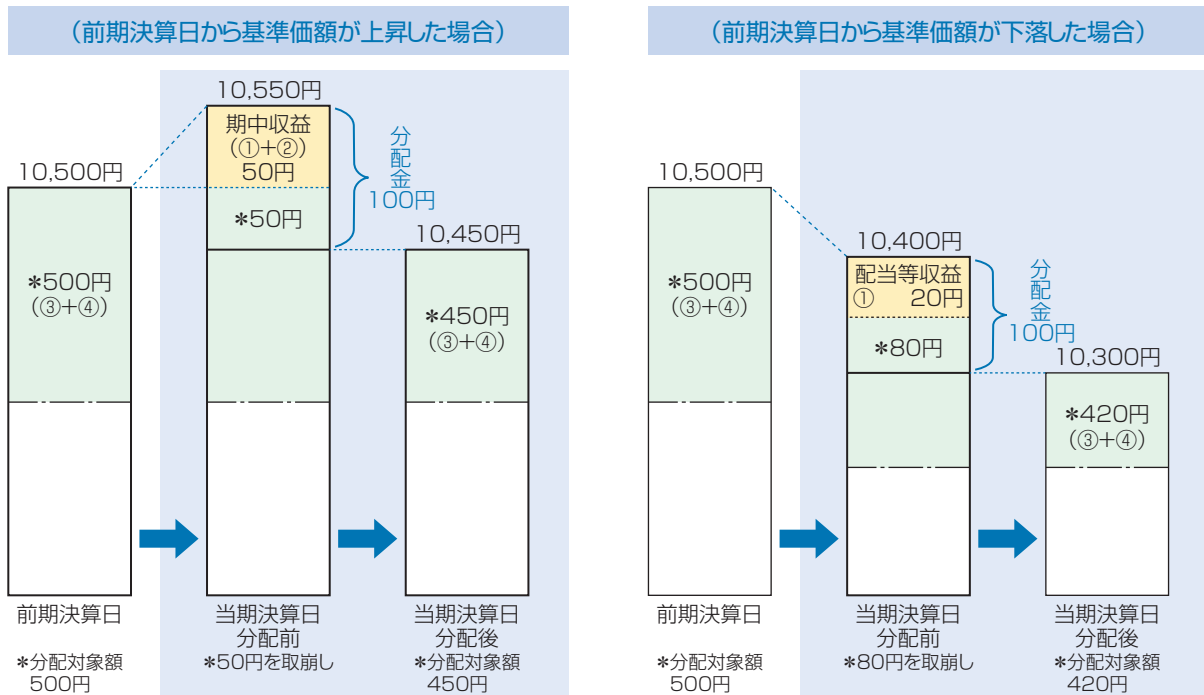 （前期決算日から基準価額が上昇した場合）
10,550円
期中収益
（①+②）
50円
*50円
分配金
100円
10,500円
*500円
（③+④）
10,450円
*450円
（③+④）
前期決算日
*分配対象額
500円
当期決算日
分配前
*50円を取崩し
当期決算日
分配後
*分配対象額
450円
（前期決算日から基準価額が下落した場合）
10,500円
*500円
（③+④）
10,400円
配当等収益
① 20円
*80円
分配金
100円
10,300円
*420円
（③+④）
前期決算日
*分配対象額
500円
当期決算日
分配前
*80円を取崩し
当期決算日
分配後
*分配対象額
420円